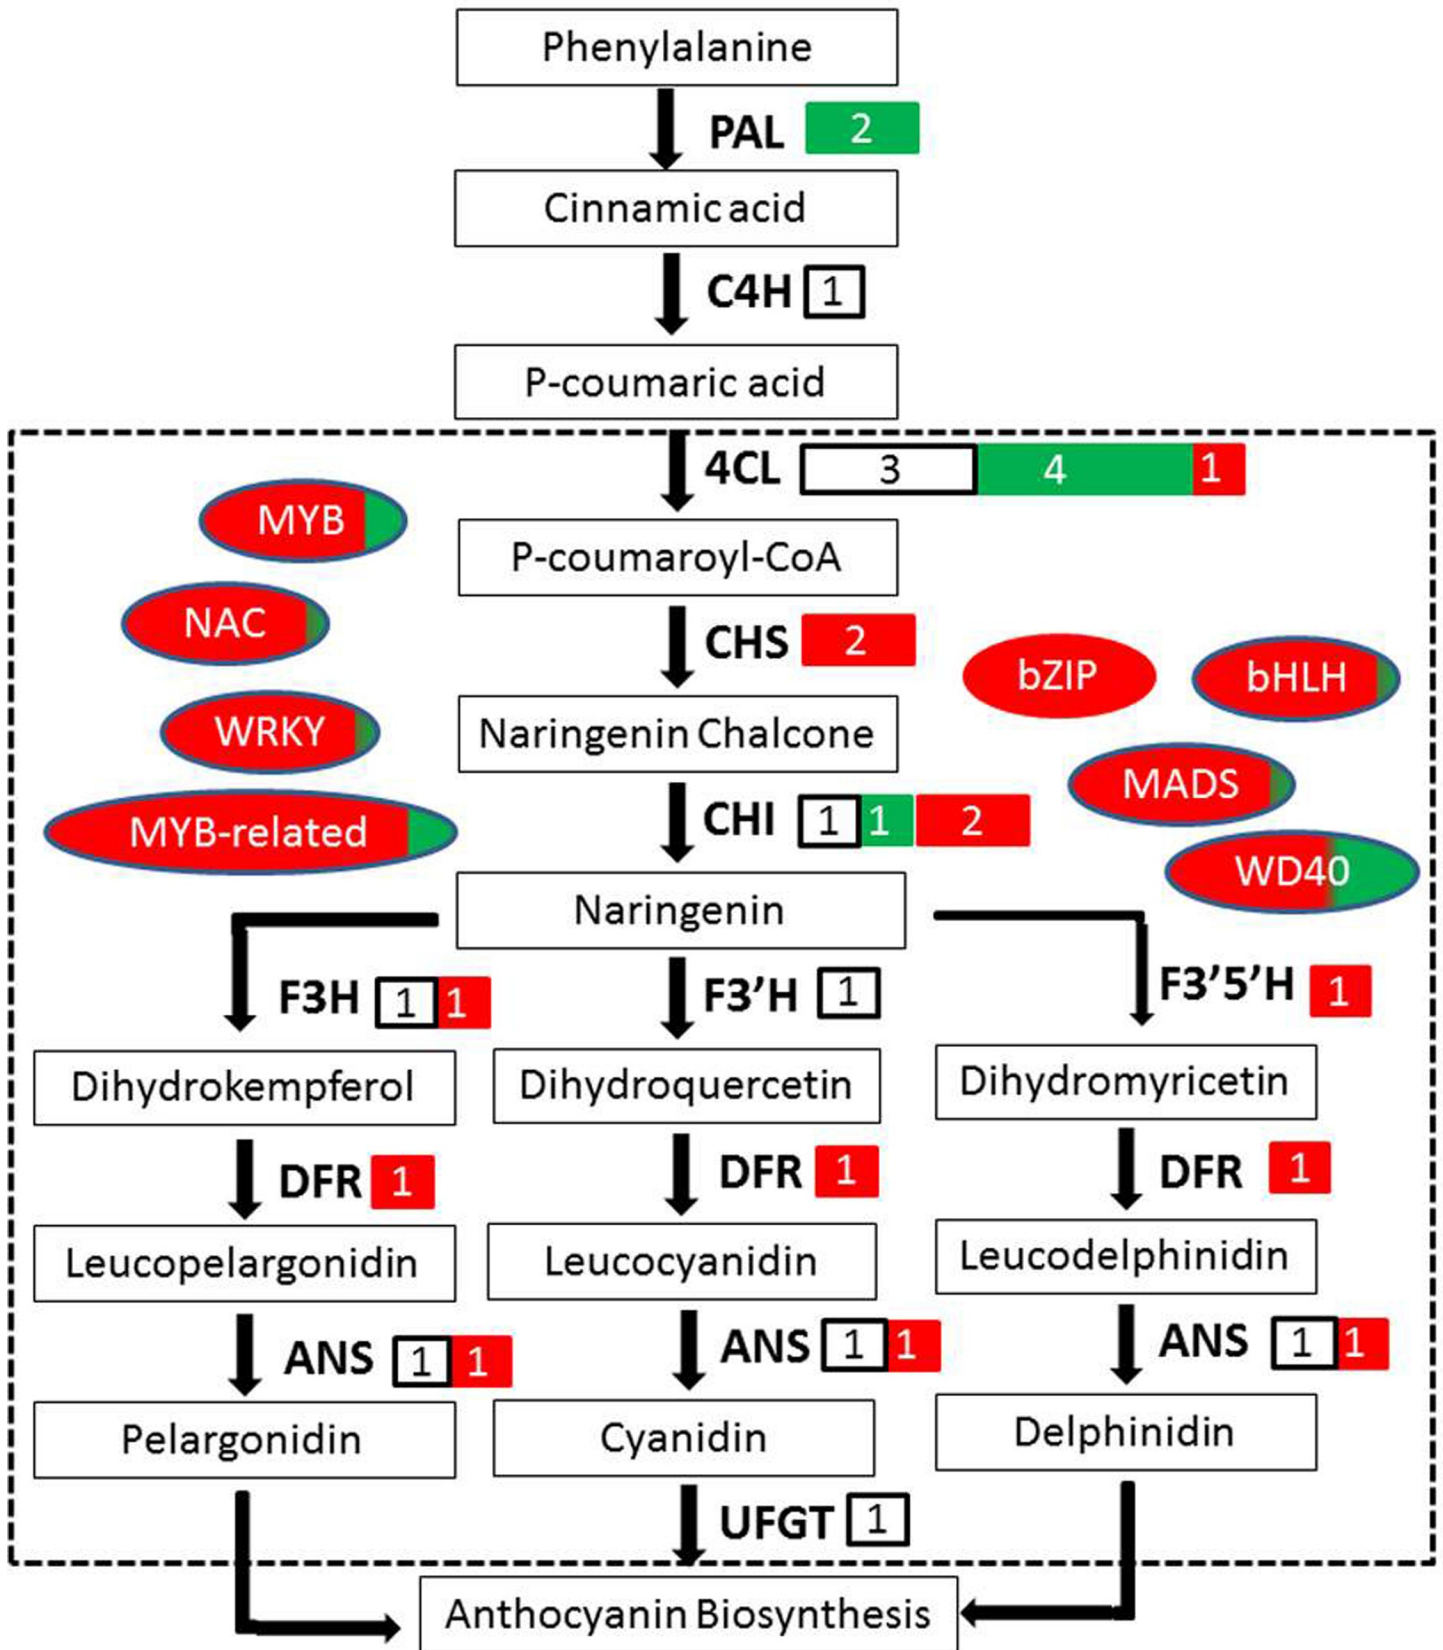 Phenylalanine
PAL 2
Cinnamic acid
C4H 1
P-coumaric acid
4CL 3 4 1
MYB
P-coumaroyl-CoA
NAC
CHS 2
bZIP
bHLH
WRKY
Naringenin Chalcone
MADS
MYB-related
CHI 1 1 2
WD40
Naringenin
F3H 1 1
F3’H 1
F3’5’H 1
Dihydrokempferol
Dihydroquercetin
Dihydromyricetin
DFR 1
DFR 1
DFR 1
Leucopelargonidin
Leucocyanidin
Leucodelphinidin
ANS 1 1
ANS 1 1
ANS 1 1
Pelargonidin
Cyanidin
Delphinidin
UFGT 1
Anthocyanin Biosynthesis